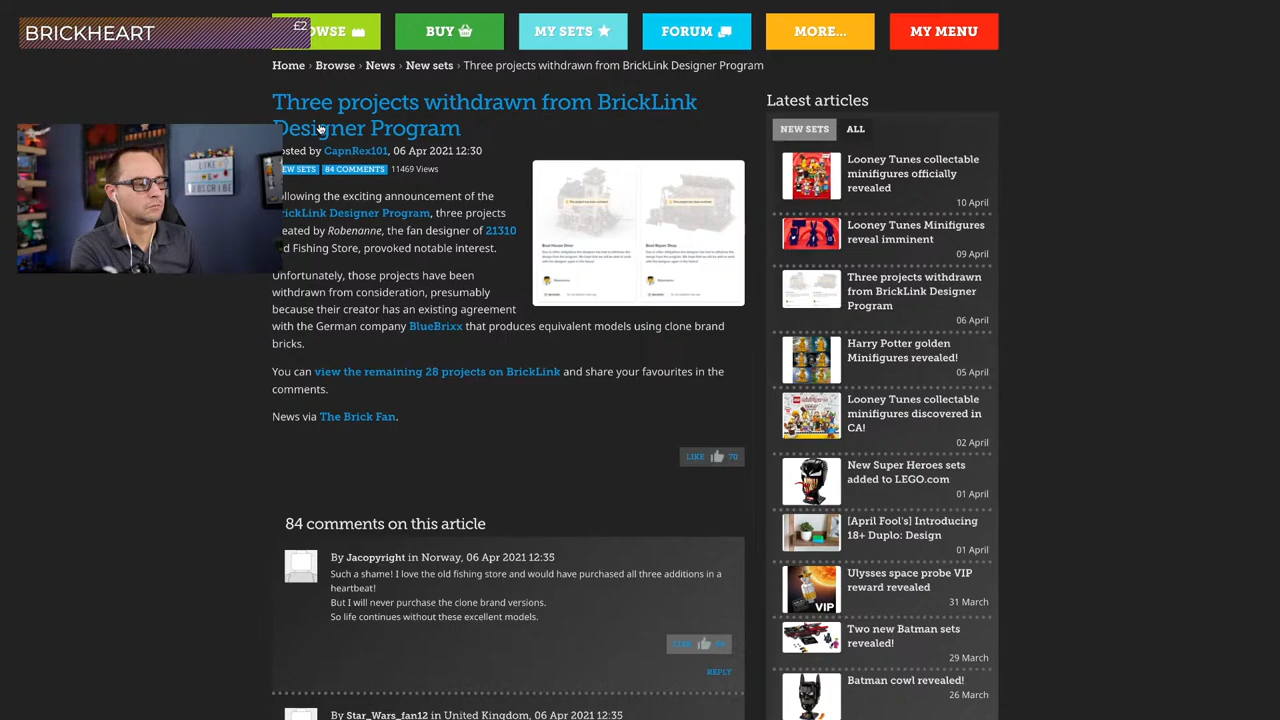 BRICKHEART
£2
OWSE
BUY
MY SETS
FORUM
MORE...
MY MENU
Home › Browse › News › New sets › Three projects withdrawn from BrickLink Designer Program
Three projects withdrawn from BrickLink
Designer Program
osted by CapnRex101, 06 Apr 2021 12:30
EW SETS 84 COMMENTS 11469 Views
ollowing the exciting announcement of the
rickLink Designer Program, three projects
eated by Robenanne, the fan designer of 21310
d Fishing Store, provoked notable interest.
Unfortunately, those projects have been
withdrawn from consideration, presumably
because their creator has an existing agreement
with the German company BlueBrixx that produces equivalent models using clone brand
bricks.
You can view the remaining 28 projects on BrickLink and share your favourites in the
comments.
News via The Brick Fan.
LIKE 70
84 comments on this article
By Jacopyright in Norway, 06 Apr 2021 12:35
Such a shame! I love the old fishing store and would have purchased all three additions in a
heartbeat!
But I will never purchase the clone brand versions.
So life continues without these excellent models.
LIKE
REPLY
By Star_Wars_fan12 in United Kingdom, 06 Apr 2021 12:35
Boat House Diner
Boat Repair Shop
LIKE
SUBSCRIBE
Latest articles
NEW SETS ALL
Looney Tunes collectable
minifigures officially
revealed
10 April
Looney Tunes Minifigures
reveal imminent
09 April
Three projects withdrawn
from BrickLink Designer
Program
06 April
Harry Potter golden
Minifigures revealed!
05 April
Looney Tunes collectable
minifigures discovered in
CA!
02 April
New Super Heroes sets
added to LEGO.com
01 April
[April Fool's] Introducing
18+ Duplo: Design
01 April
Ulysses space probe VIP
reward revealed
31 March
VIP
Two new Batman sets
revealed!
29 March
Batman cowl revealed!
26 March